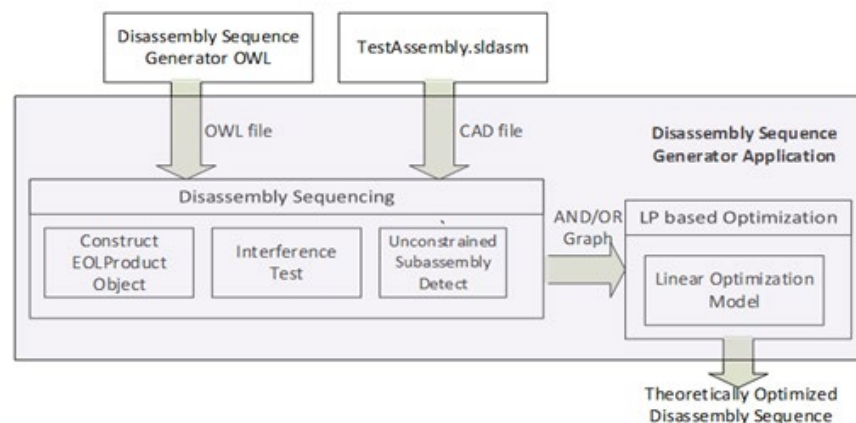 Disassembly Sequence
Generator OWL
TestAssembly.sldasm
OWL file
CAD file
Disassembly Sequence
Generator Application
Disassembly Sequencing
Construct
EOLProduct
Object
Interference
Test
Unconstrained
Subassembly
Detect
AND/OR
Graph
LP based Optimization
Linear Optimization
Model
Theoretically Optimized
Disassembly Sequence